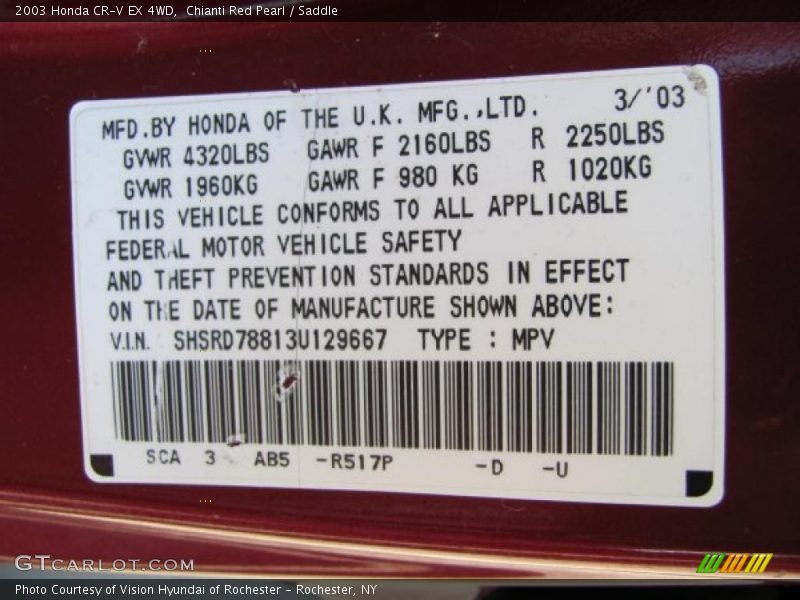 2003 Honda CR-V EX 4WD,  Chianti Red Pearl / Saddle
3/'03
MFD.BY HONDA OF THE U.K. MFG.,LTD.
GVWR 4320LBS GAWR F 2160LBS R 2250LBS
GVWR 1960KG GAWR F 980 KG R 1020KG
THIS VEHICLE CONFORMS TO ALL APPLICABLE
FEDERAL MOTOR VEHICLE SAFETY
AND THEFT PREVENTION STANDARDS IN EFFECT
ON THE DATE OF MANUFACTURE SHOWN ABOVE:
V.I.N. SHSRD78813U129667 TYPE : MPV
SCA 3 AB5 -R517P -D -U
GTCARLOT.COM
Photo Courtesy of Vision Hyundai of Rochester - Rochester, NY